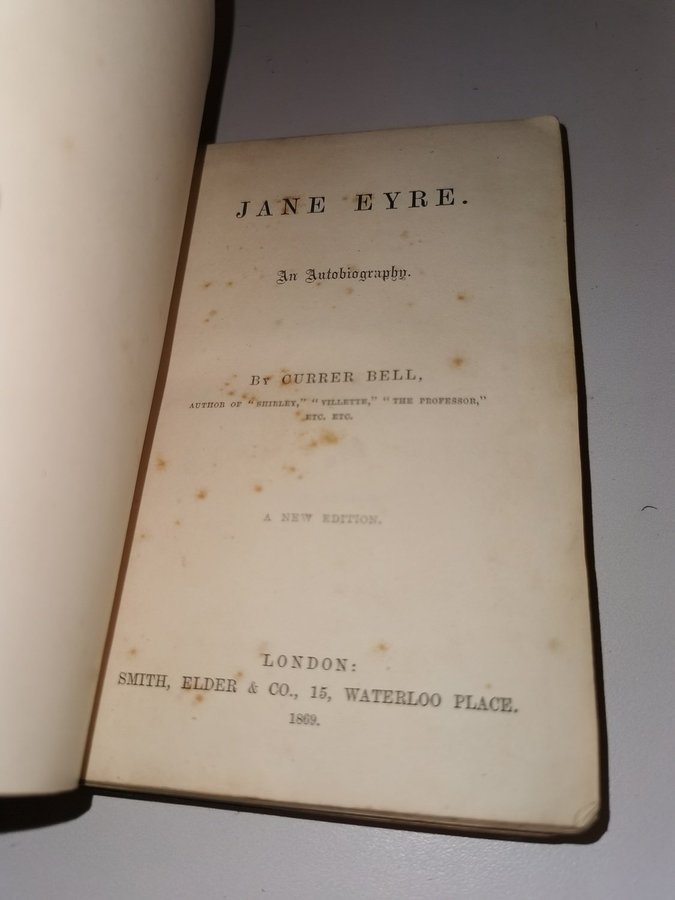 JANE EYRE.
An Autobiography.
BY CURRER BELL,
AUTHOR OF "SHIRLEY," "VILLETTE," "THE PROFESSOR,"
ETC. ETC.
A NEW EDITION.
LONDON:
SMITH, ELDER & CO., 15, WATERLOO PLACE.
1869.